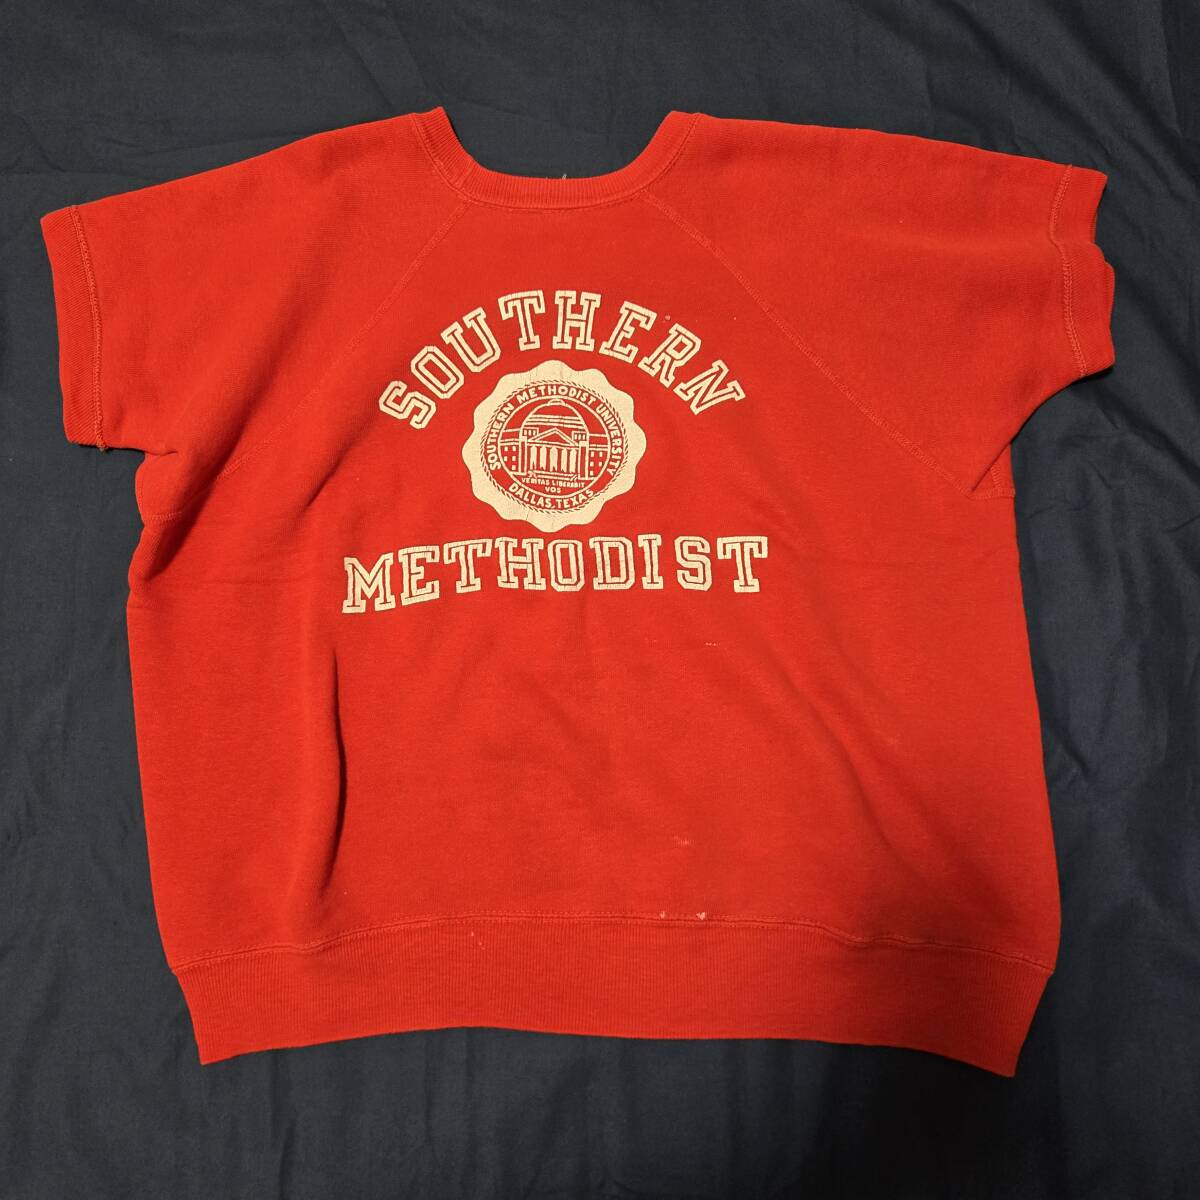 SOUTHERN
SOUTHERN METHODIST UNIVERSITY
VERITAS LIBERABIT
VOS
DALLAS, TEXAS
METHODIST